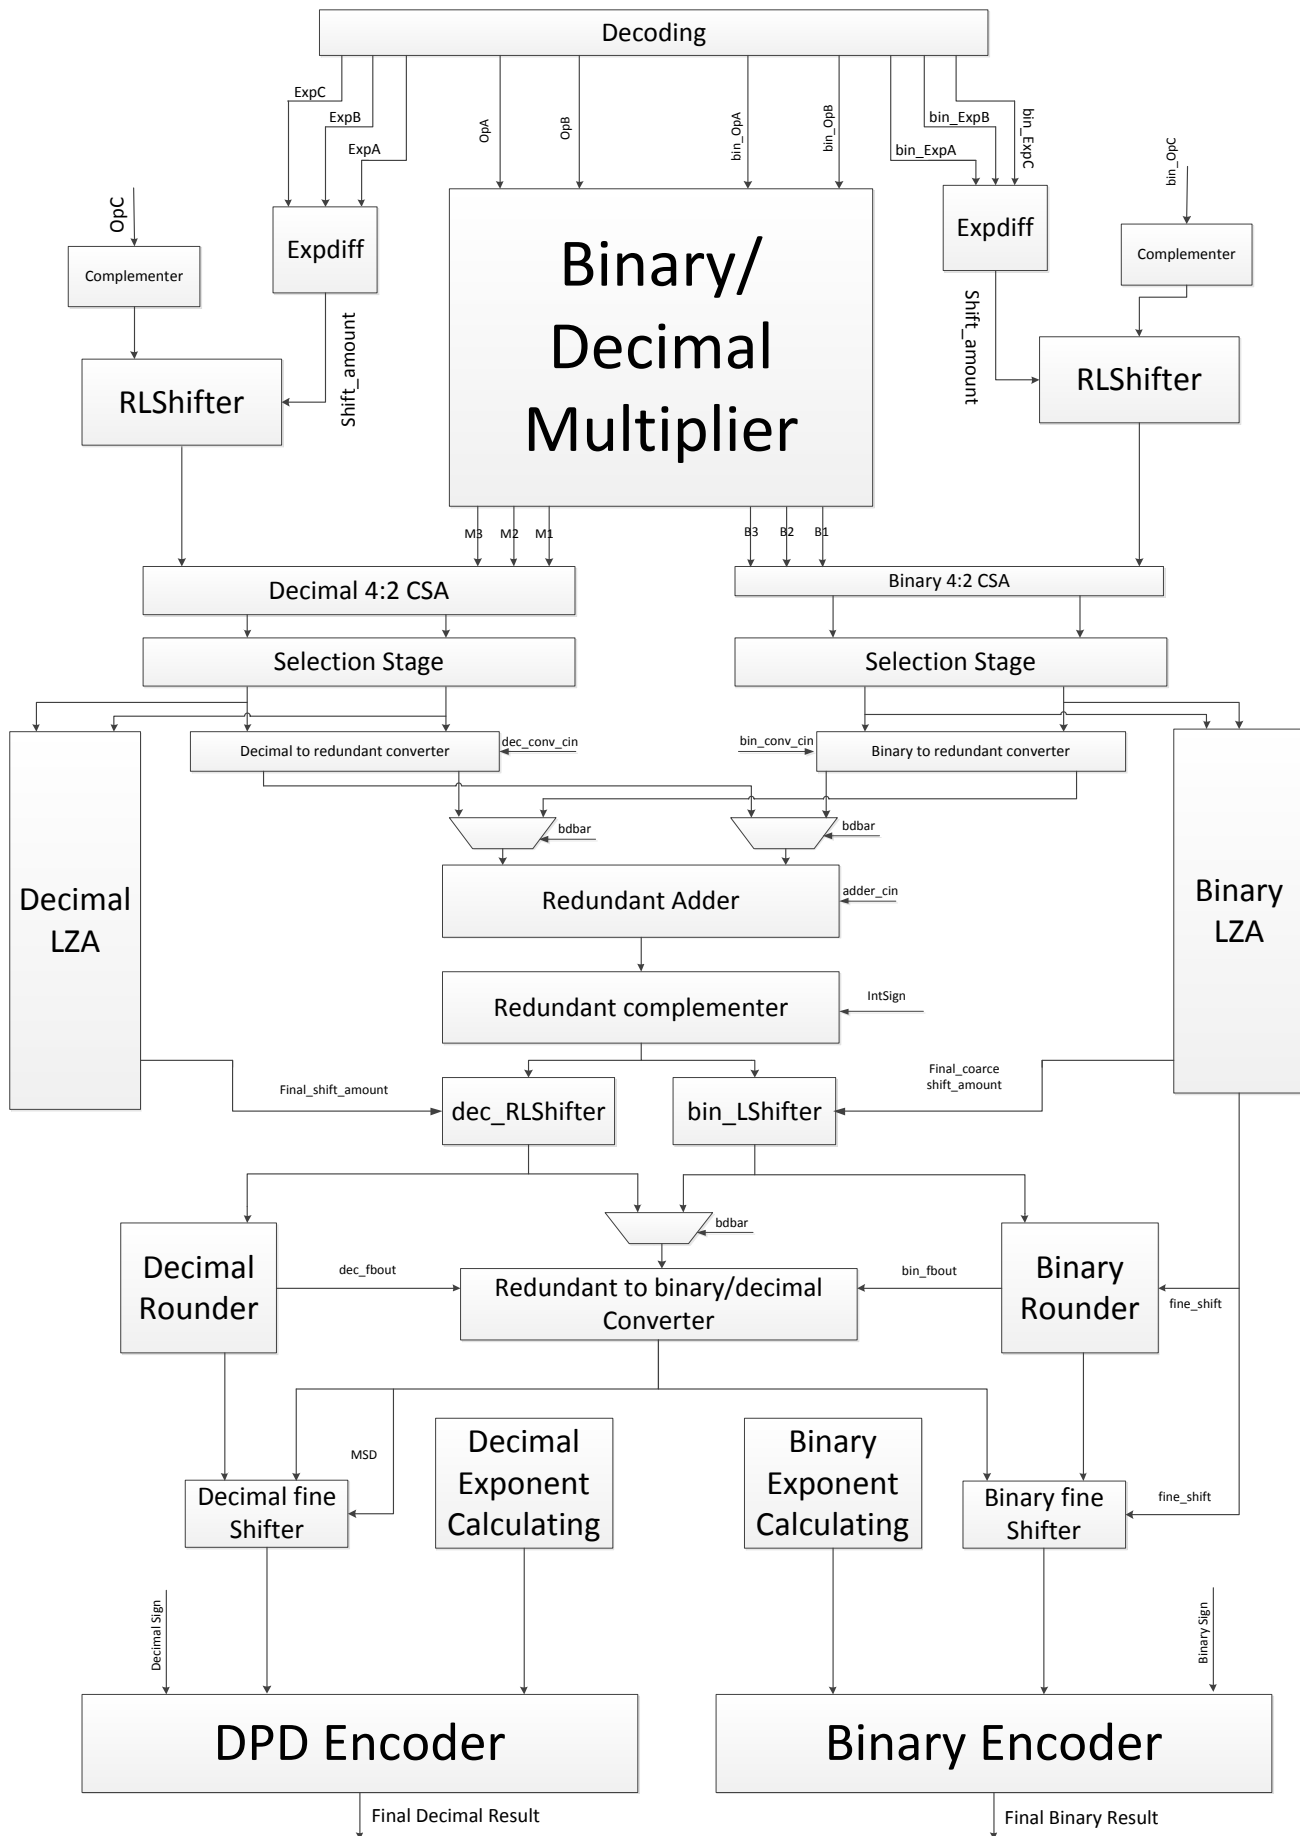 Decoding
ExpC
ExpB
ExpA
OpA
OpB
bin_OpA
bin_OpB
bin_ExpB
bin_ExpA
bin_ExpC
bin_OpC
OpC
Complementer
Expdiff
Binary/
Decimal
Multiplier
Expdiff
Complementer
Shift_amount
Shift_amount
RLShifter
RLShifter
M3
M2
M1
B3
B2
B1
Decimal 4:2 CSA
Binary 4:2 CSA
Selection Stage
Selection Stage
Decimal to redundant converter
dec_conv_cin
bin_conv_cin
Binary to redundant converter
bdbar
bdbar
Decimal
LZA
Redundant Adder
adder_cin
Binary
LZA
Redundant complementer
IntSign
Final_shift_amount
dec_RLShifter
bin_LShifter
Final_coarce
shift_amount
bdbar
Decimal
Rounder
dec_fbout
Redundant to binary/decimal
Converter
bin_fbout
Binary
Rounder
fine_shift
MSD
Decimal
Exponent
Calculating
Binary
Exponent
Calculating
Decimal fine
Shifter
Binary fine
Shifter
fine_shift
Decimal Sign
Binary Sign
DPD Encoder
Binary Encoder
Final Decimal Result
Final Binary Result